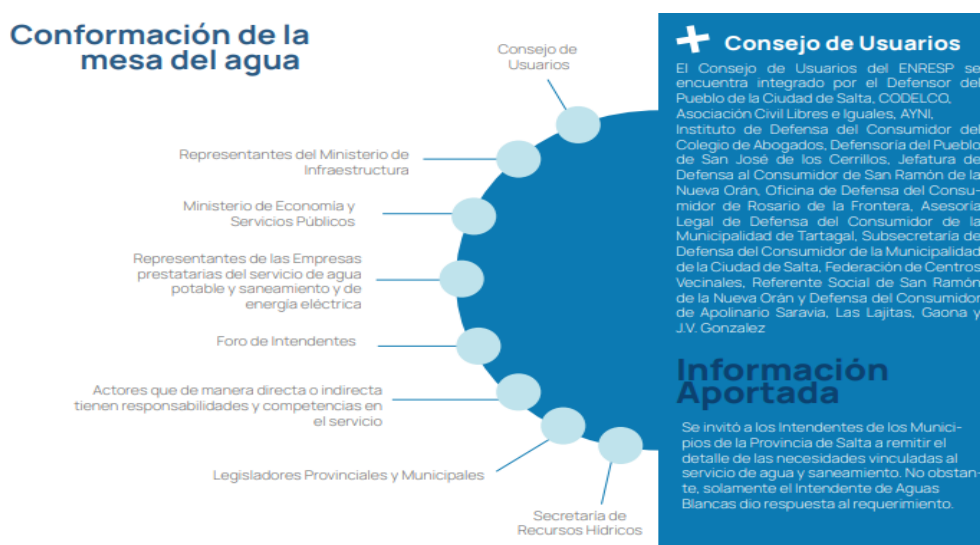 Conformación de la
mesa del agua
Consejo de
Usuarios
Representantes del Ministerio de
Infraestructura
Ministerio de Economía y
Servicios Públicos
Representantes de las Empresas
prestatarias del servicio de agua
potable y saneamiento y de
energía eléctrica
Foro de Intendentes
Actores que de manera directa o indirecta
tienen responsabilidades y competencias en
el servicio
Legisladores Provinciales y Municipales
Secretaría de
Recursos Hídricos
Consejo de Usuarios
El Consejo de Usuarios del ENRESP se
encuentra integrado por el Defensor del
Pueblo de la Ciudad de Salta, CODELCO,
Asociación Civil Libres e Iguales, AYNI,
Instituto de Defensa del Consumidor del
Colegio de Abogados, Defensoría del Pueblo
de San José de los Cerrillos, Jefatura de
Defensa al Consumidor de San Ramón de la
Nueva Orán, Oficina de Defensa del Consu-
midor de Rosario de la Frontera, Asesoría
Legal de Defensa del Consumidor de la
Municipalidad de Tartagal, Subsecretaría de
Defensa del Consumidor de la Municipalidad
de la Ciudad de Salta, Federación de Centros
Vecinales, Referente Social de San Ramón
de la Nueva Orán y Defensa del Consumidor
de Apolinario Saravia, Las Lajitas, Gaona y
J.V. Gonzalez
Información
Aportada
Se invitó a los Intendentes de los Munici-
pios de la Provincia de Salta a remitir el
detalle de las necesidades vinculadas al
servicio de agua y saneamiento. No obstan-
te, solamente el Intendente de Aguas
Blancas dio respuesta al requerimiento.